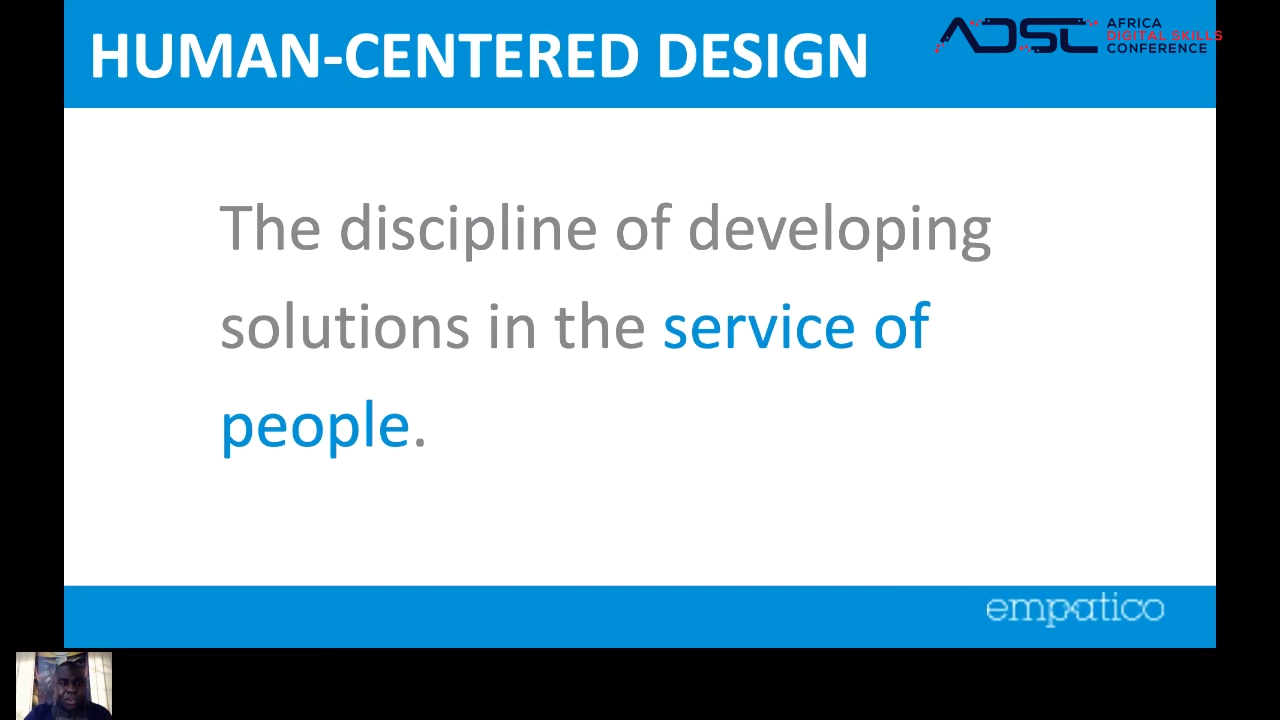 HUMAN-CENTERED DESIGN
ADSC
AFRICA
DIGITAL SKILLS
CONFERENCE
The discipline of developing
solutions in the service of
people.
empatico